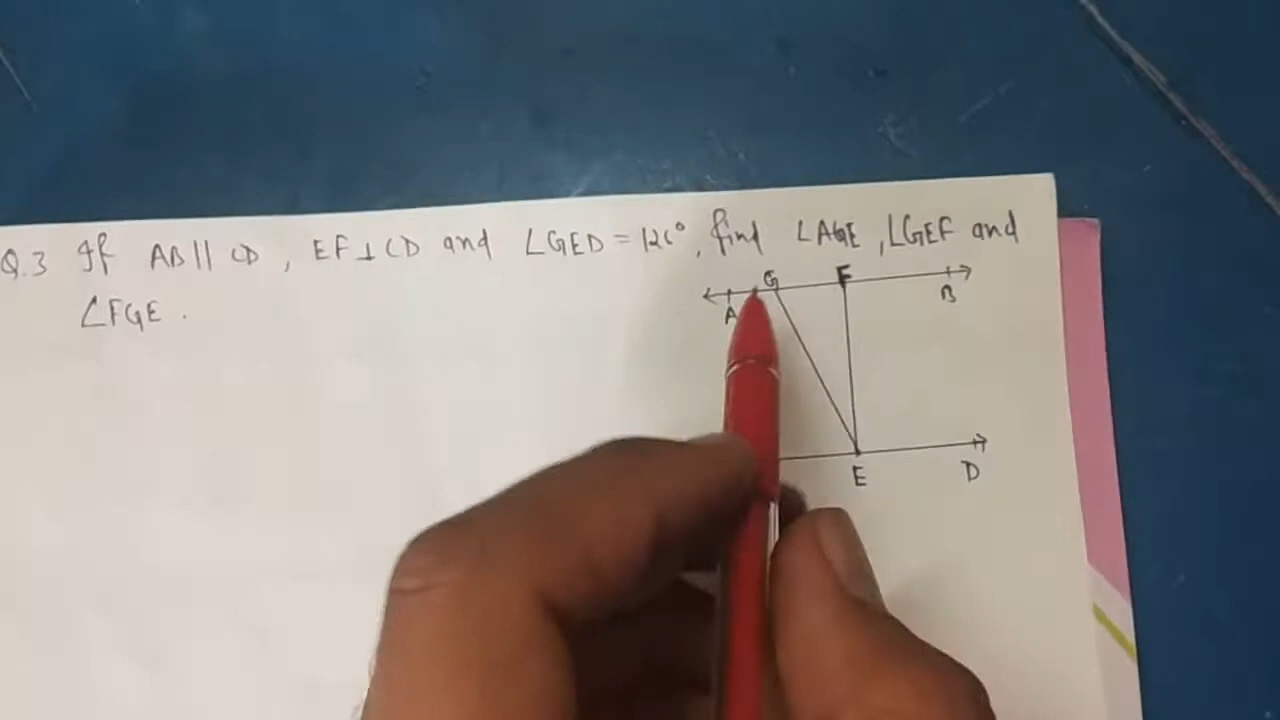 Q.3 If AB || CD, EF ⊥ CD and ∠GED = 126°, find ∠AGE, ∠GEF and
∠FGE.
G F
A B
E D